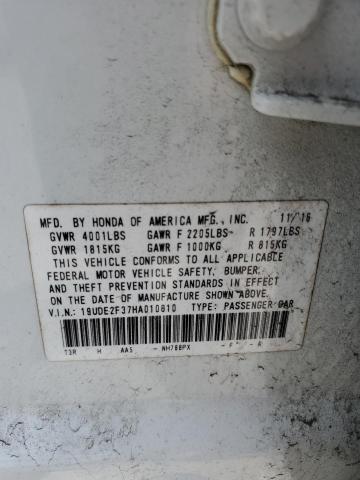 MFD. BY HONDA OF AMERICA MFG., INC. 11/16
GVWR 4001LBS GAWR F 2205LBS R 1797LBS
GVWR 1815KG GAWR F 1000KG R 815KG
THIS VEHICLE CONFORMS TO ALL APPLICABLE
FEDERAL MOTOR VEHICLE SAFETY, BUMPER,
AND THEFT PREVENTION STANDARDS IN EFFECT
ON THE DATE OF MANUFACTURE SHOWN ABOVE.
V.I.N.: 19UDE2F37HA010610 TYPE: PASSENGER CAR
T3R H AA5 - NH788PX -F- -R